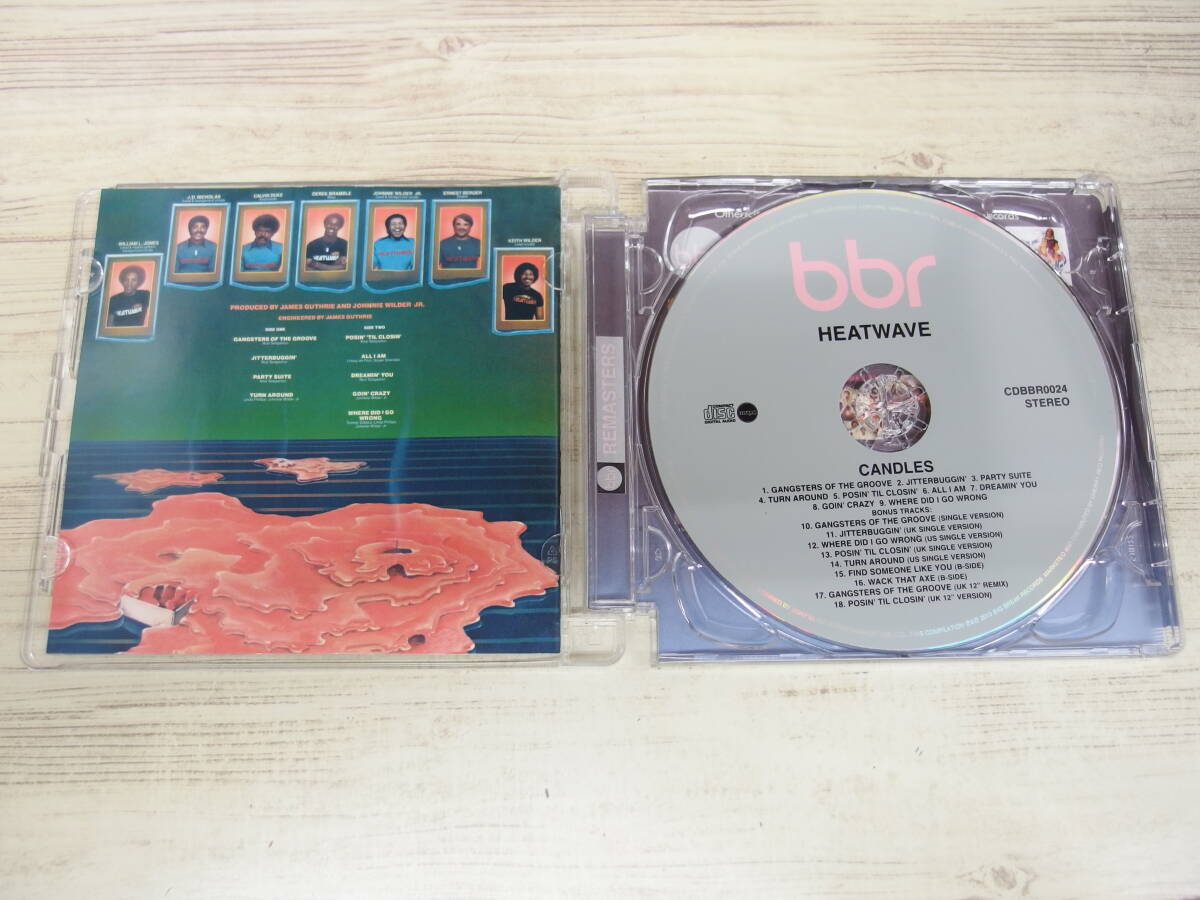 J.D. NICHOLAS
CALVIN DUKE
DEREK BRAMBLE
JOHNNIE WILDER JR.
ERNEST BERGER
WILLIAM L. JONES
KEITH WILDER
PRODUCED BY JAMES GUTHRIE AND JOHNNIE WILDER JR.
ENGINEERED BY JAMES GUTHRIE
SIDE ONE
GANGSTERS OF THE GROOVE
JITTERBUGGIN'
PARTY SUITE
TURN AROUND
SIDE TWO
POSIN' 'TIL CLOSIN'
ALL I AM
DREAMIN' YOU
GOIN' CRAZY
WHERE DID I GO
WRONG
bbr REMASTERS
Other
records
bbr
HEATWAVE
COMPACT
disc
DIGITAL AUDIO
CDBBR0024
STEREO
CANDLES
1. GANGSTERS OF THE GROOVE 2. JITTERBUGGIN' 3. PARTY SUITE
4. TURN AROUND 5. POSIN' TIL CLOSIN' 6. ALL I AM 7. DREAMIN' YOU
8. GOIN' CRAZY 9. WHERE DID I GO WRONG
BONUS TRACKS:
10. GANGSTERS OF THE GROOVE (SINGLE VERSION)
11. JITTERBUGGIN' (UK SINGLE VERSION)
12. WHERE DID I GO WRONG (US SINGLE VERSION)
13. POSIN' TIL CLOSIN' (UK SINGLE VERSION)
14. TURN AROUND (US SINGLE VERSION)
15. FIND SOMEONE LIKE YOU (B-SIDE)
16. WACK THAT AXE (B-SIDE)
17. GANGSTERS OF THE GROOVE (UK 12" REMIX)
18. POSIN' TIL CLOSIN' (UK 12" VERSION)